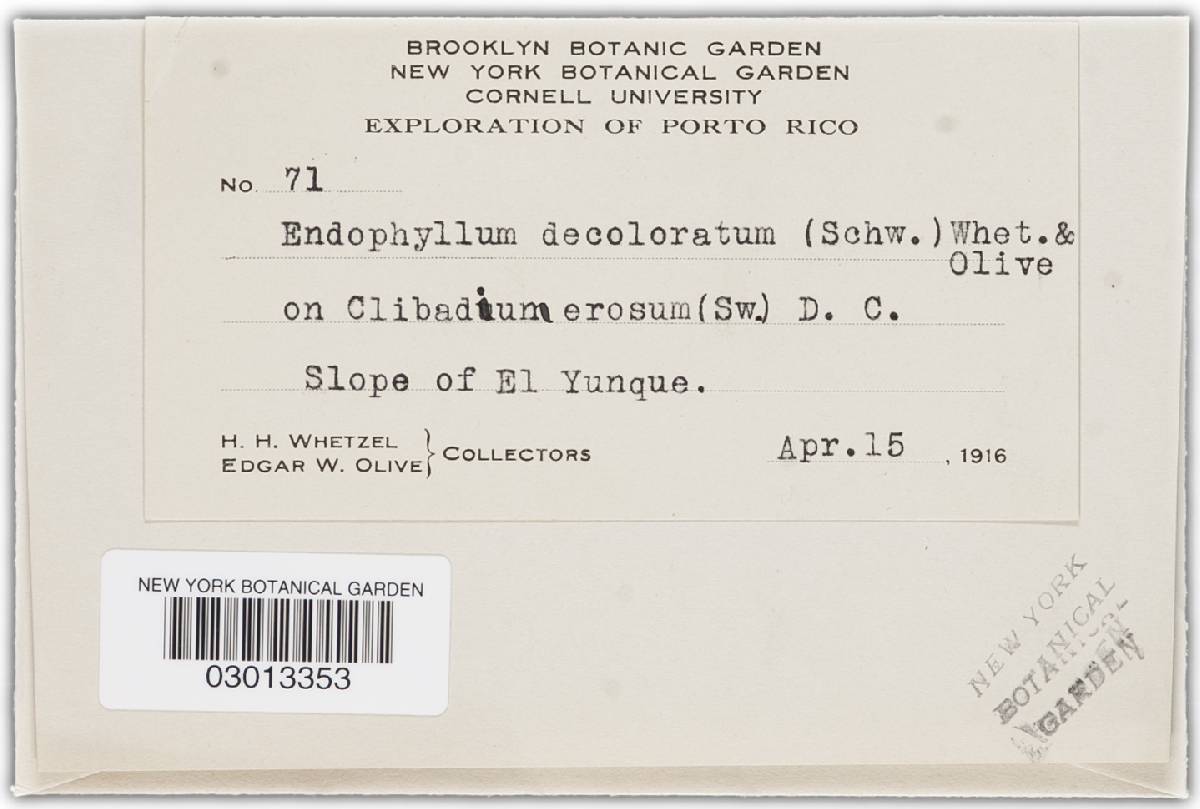 BROOKLYN BOTANIC GARDEN
NEW YORK BOTANICAL GARDEN
CORNELL UNIVERSITY
EXPLORATION OF PORTO RICO
No. 71
Endophyllum decoloratum (Schw.) Whet. &
Olive
on Clibadium erosum (Sw.) D. C.
Slope of El Yunque.
H. H. WHETZEL
EDGAR W. OLIVE } COLLECTORS
Apr. 15, 1916
NEW YORK BOTANICAL GARDEN
03013353
NEW YORK
BOTANICAL
GARDEN